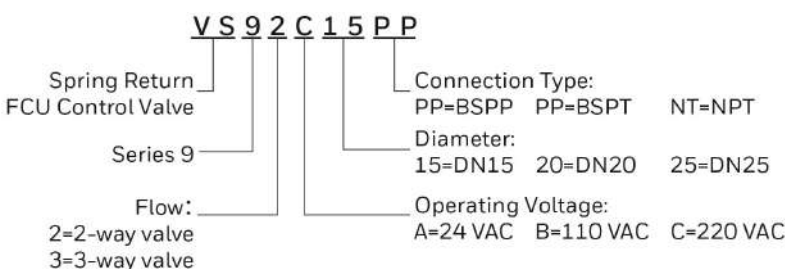 VS92C15PP
Spring Return
FCU Control Valve
Series 9
Flow:
2=2-way valve
3=3-way valve
Connection Type:
PP=BSPP PP=BSPT NT=NPT
Diameter:
15=DN15 20=DN20 25=DN25
Operating Voltage:
A=24 VAC B=110 VAC C=220 VAC